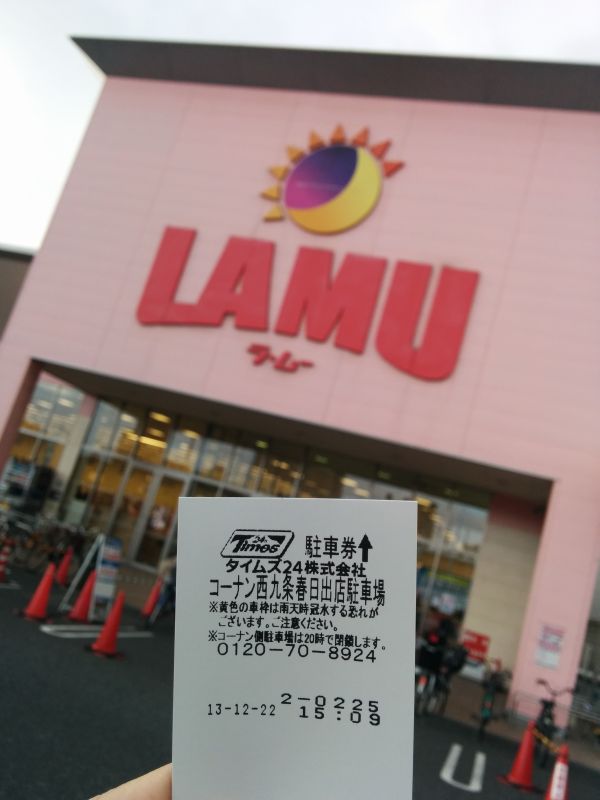 LAMU
ラ・ムー
24h
Times 駐車券↑
タイムズ24株式会社
コーナン西九条春日出店駐車場
※黄色の車枠は雨天時冠水する恐れが
ございます。ご注意ください。
※コーナン側駐車場は20時で閉鎖します。
0120-70-8924
2-0225
13-12-22 15:09